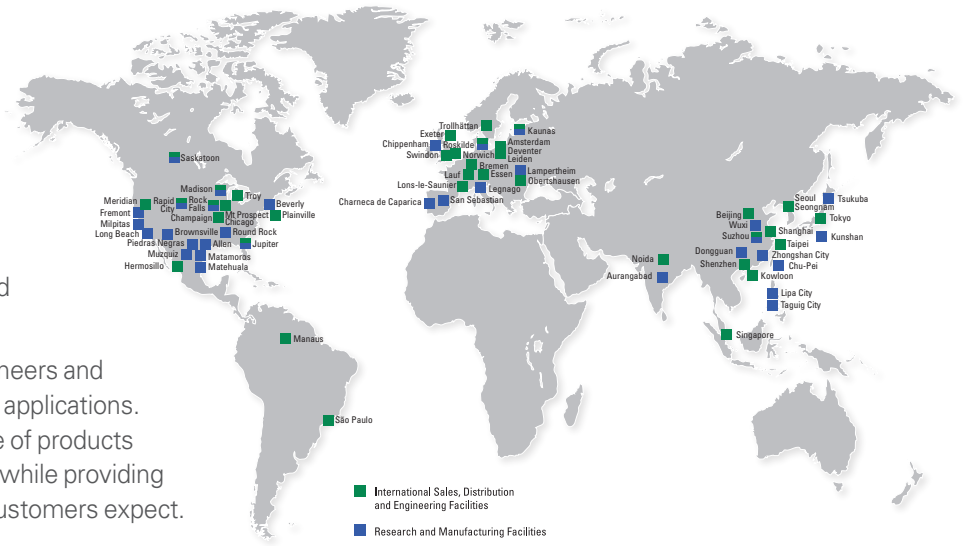 Trollhättan
Exeter
Kaunas
Chippenham
Roskilde
Amsterdam
Deventer
Swindon
Norwich
Leiden
Bremen
Lampertheim
Lauf
Essen
Obertshausen
Lons-le-Saunier
Legnago
Charneca de Caparica
San Sebastian
Saskatoon
Madison
Troy
Meridian
Rapid
City
Rock
Falls
Beverly
Fremont
Mt Prospect
Plainville
Champaign
Chicago
Milpitas
Long Beach
Brownsville
Round Rock
Piedras Negras
Allen
Jupiter
Muzquiz
Matamoros
Hermosillo
Matehuala
Seoul
Seongnam
Tsukuba
Beijing
Tokyo
Wuxi
Suzhou
Shanghai
Kunshan
Taipei
Dongguan
Zhongshan City
Shenzhen
Chu-Pei
Kowloon
Noida
Aurangabad
Lipa City
Taguig City
Singapore
Manaus
São Paulo
d
neers and
applications.
e of products
while providing
ustomers expect.
International Sales, Distribution
and Engineering Facilities
Research and Manufacturing Facilities